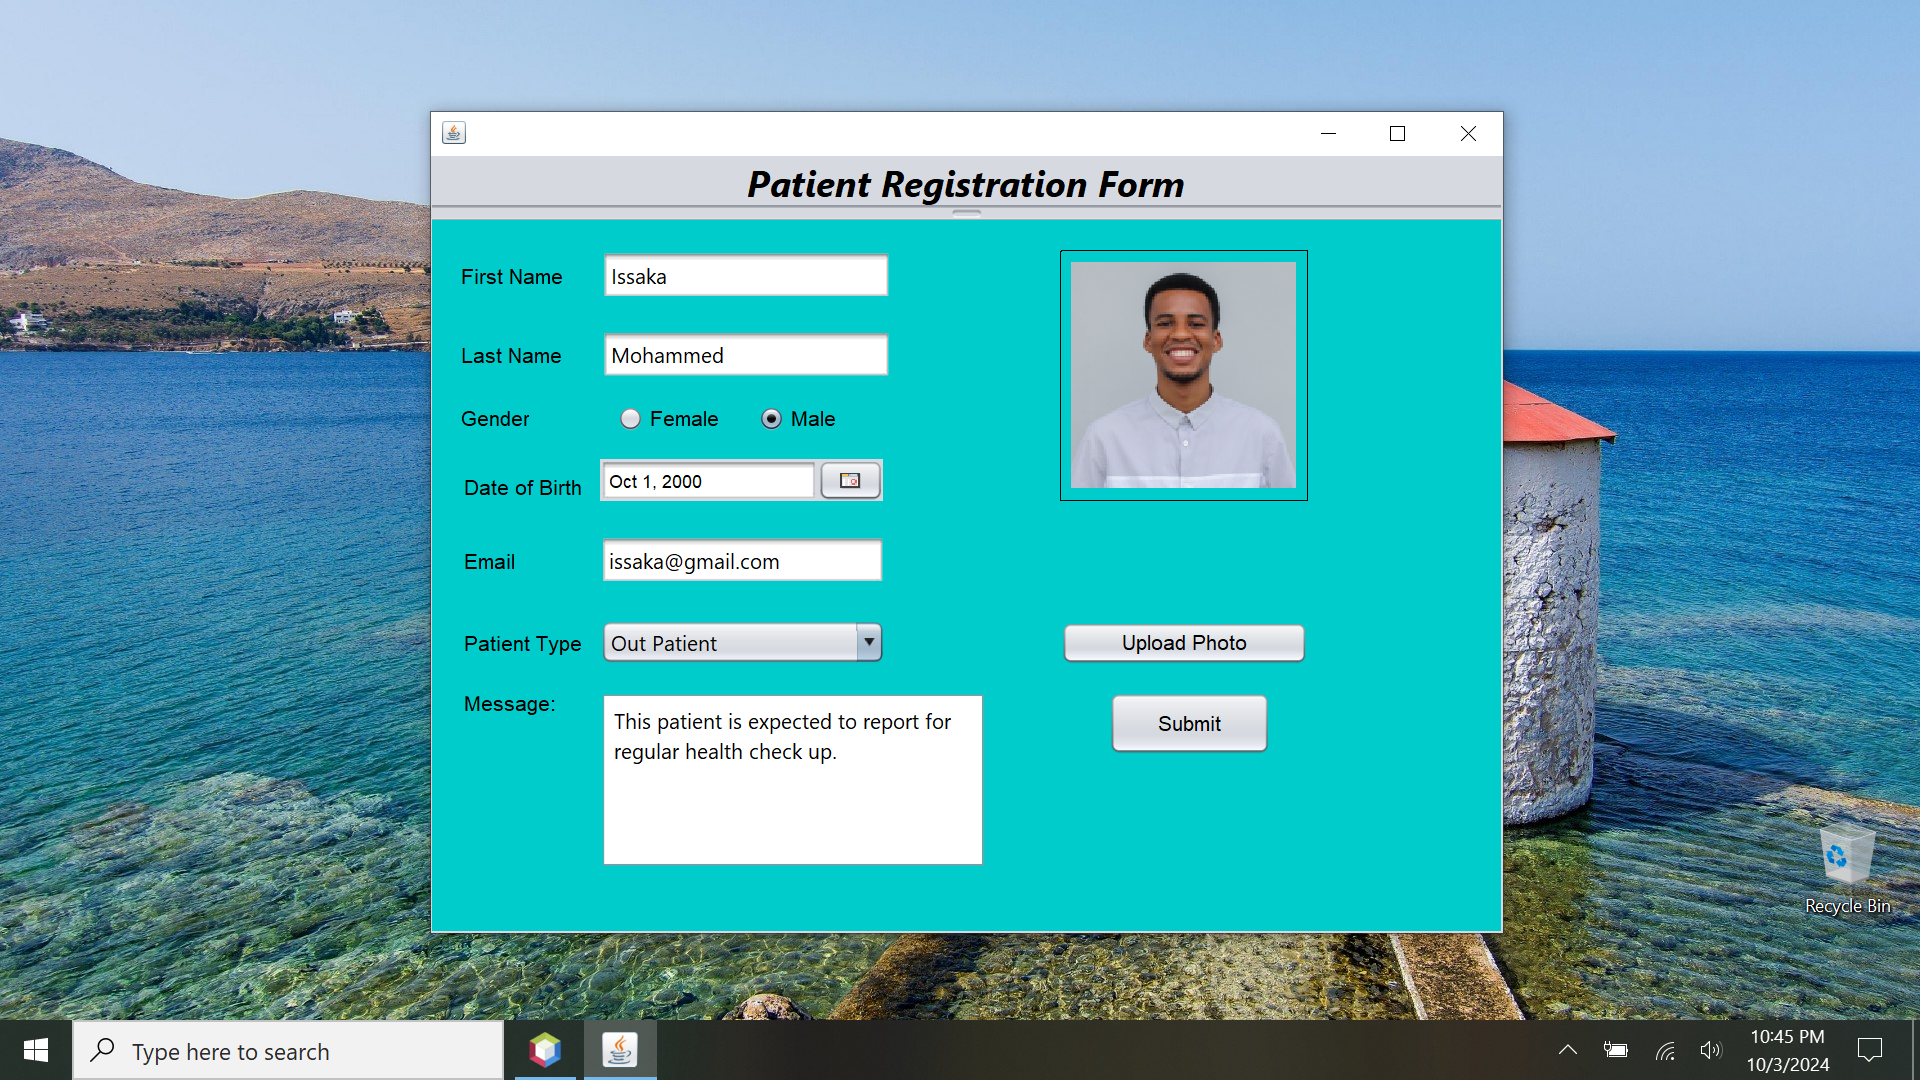 Patient Registration Form
First Name
Issaka
Last Name
Mohammed
Gender
Female
Male
Date of Birth
Oct 1, 2000
Email
issaka@gmail.com
Patient Type
Out Patient
Upload Photo
Message:
This patient is expected to report for
regular health check up.
Submit
Recycle Bin
Type here to search
10:45 PM
10/3/2024